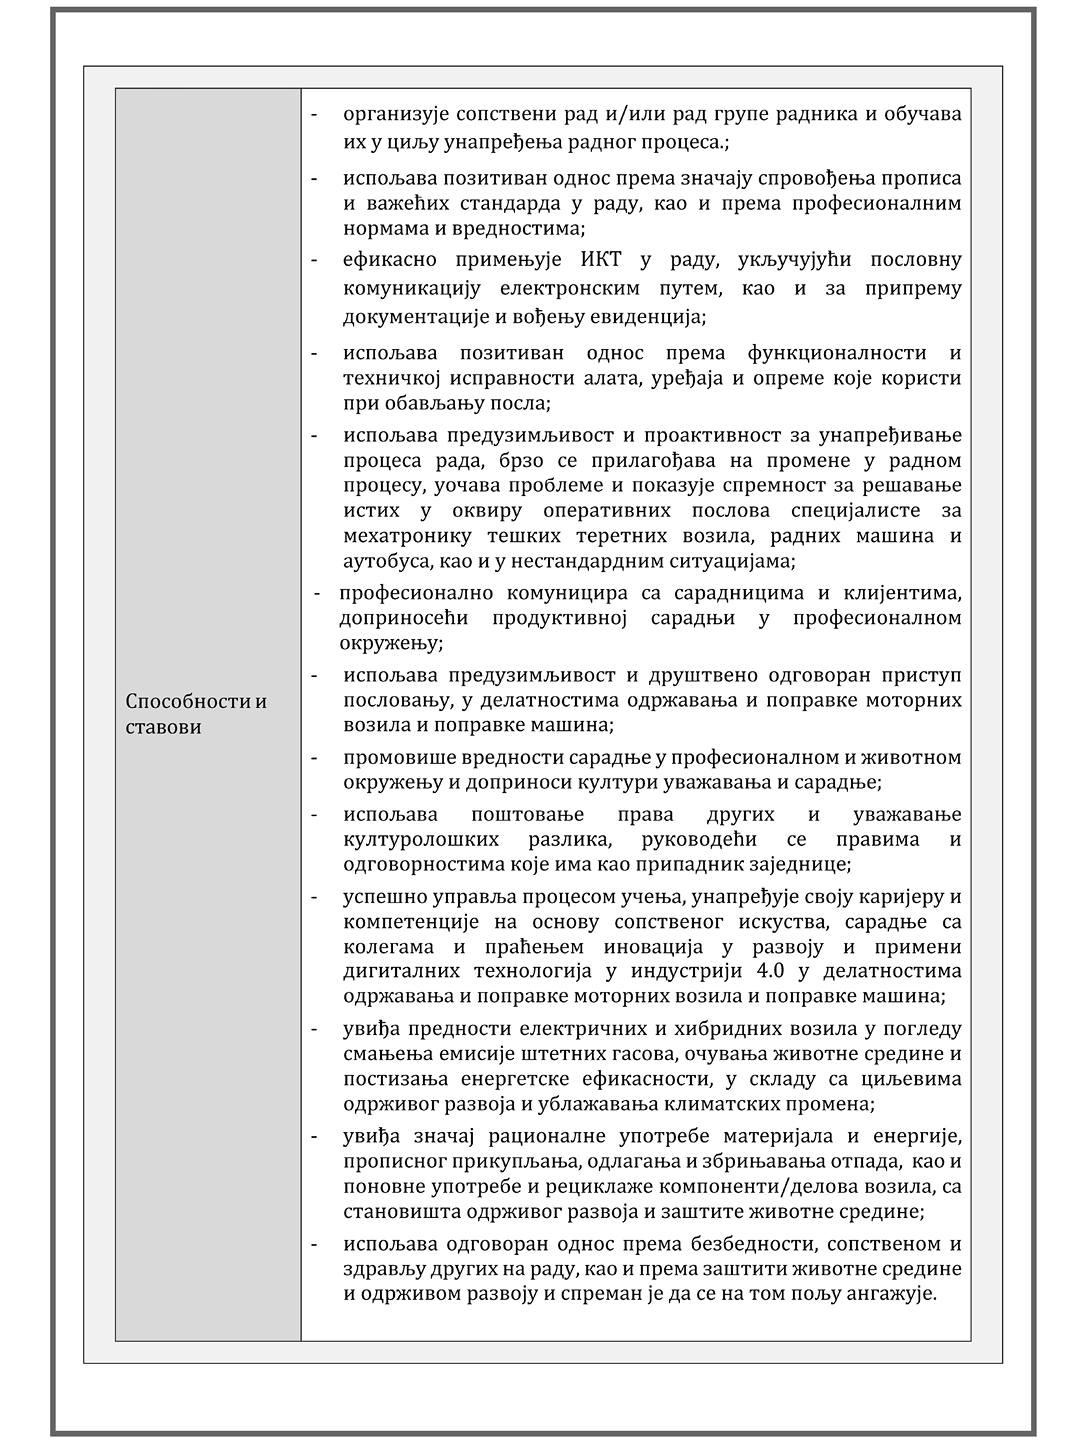 Способности и
ставови
- организује сопствени рад и/или рад групе радника и обучава
их у циљу унапређења радног процеса.;
- испољава позитиван однос према значају спровођења прописа
и важећих стандарда у раду, као и према професионалним
нормама и вредностима;
- ефикасно примењује ИКТ у раду, укључујући пословну
комуникацију електронским путем, као и за припрему
документације и вођењу евиденција;
- испољава позитиван однос према функционалности и
техничкој исправности алата, уређаја и опреме које користи
при обављању посла;
- испољава предузимљивост и проактивност за унапређивање
процеса рада, брзо се прилагођава на промене у радном
процесу, уочава проблеме и показује спремност за решавање
истих у оквиру оперативних послова специјалисте за
мехатронику тешких теретних возила, радних машина и
аутобуса, као и у нестандардним ситуацијама;
- професионално комуницира са сарадницима и клијентима,
доприносећи продуктивној сарадњи у професионалном
окружењу;
- испољава предузимљивост и друштвено одговоран приступ
пословању, у делатностима одржавања и поправке моторних
возила и поправке машина;
- промовише вредности сарадње у професионалном и животном
окружењу и доприноси култури уважавања и сарадње;
- испољава поштовање права других и уважавање
културолошких разлика, руководећи се правима и
одговорностима које има као припадник заједнице;
- успешно управља процесом учења, унапређује своју каријеру и
компетенције на основу сопственог искуства, сарадње са
колегама и праћењем иновација у развоју и примени
дигиталних технологија у индустрији 4.0 у делатностима
одржавања и поправке моторних возила и поправке машина;
- увиђа предности електричних и хибридних возила у погледу
смањења емисије штетних гасова, очувања животне средине и
постизања енергетске ефикасности, у складу са циљевима
одрживог развоја и ублажавања климатских промена;
- увиђа значај рационалне употребе материјала и енергије,
прописног прикупљања, одлагања и збрињавања отпада, као и
поновне употребе и рециклаже компоненти/делова возила, са
становишта одрживог развоја и заштите животне средине;
- испољава одговоран однос према безбедности, сопственом и
здрављу других на раду, као и према заштити животне средине
и одрживом развоју и спреман је да се на том пољу ангажује.